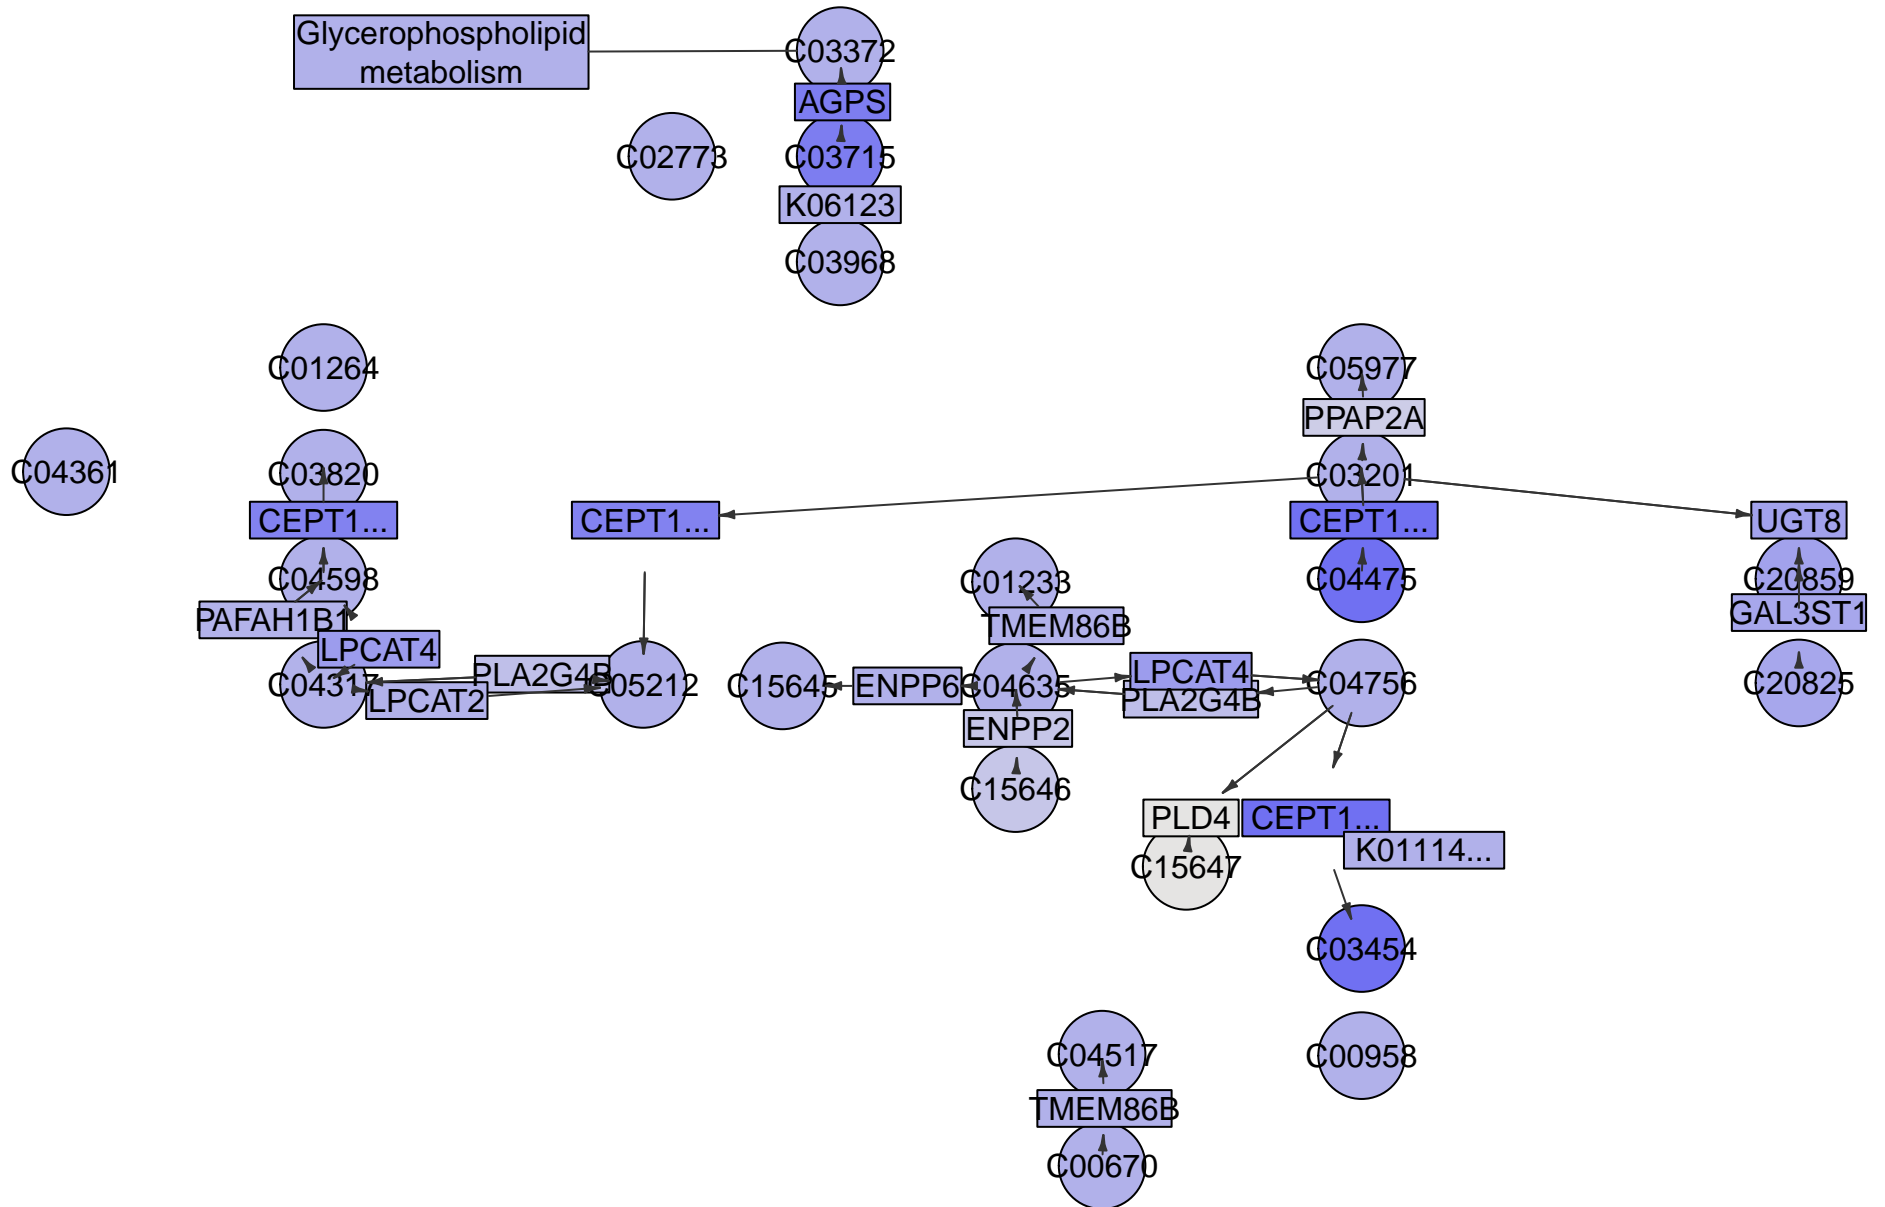 Glycerophospholipid
metabolism
C03372
AGPS
C02773
C03715
K06123
C03968
C01264
C05977
PPAP2A
C04361
C03820
C03201
CEPT1...
CEPT1...
CEPT1...
UGT8
C04598
C01233
C04475
C20859
PAFAH1B1
TMEM86B
GAL3ST1
LPCAT4
C04317
PLA2G4B
LPCAT2
C05212
C15645
ENPP6
C04635
LPCAT4
PLA2G4B
C04756
C20825
ENPP2
C15646
PLD4
CEPT1...
K01114...
C15647
C03454
C04517
C00958
TMEM86B
C00670